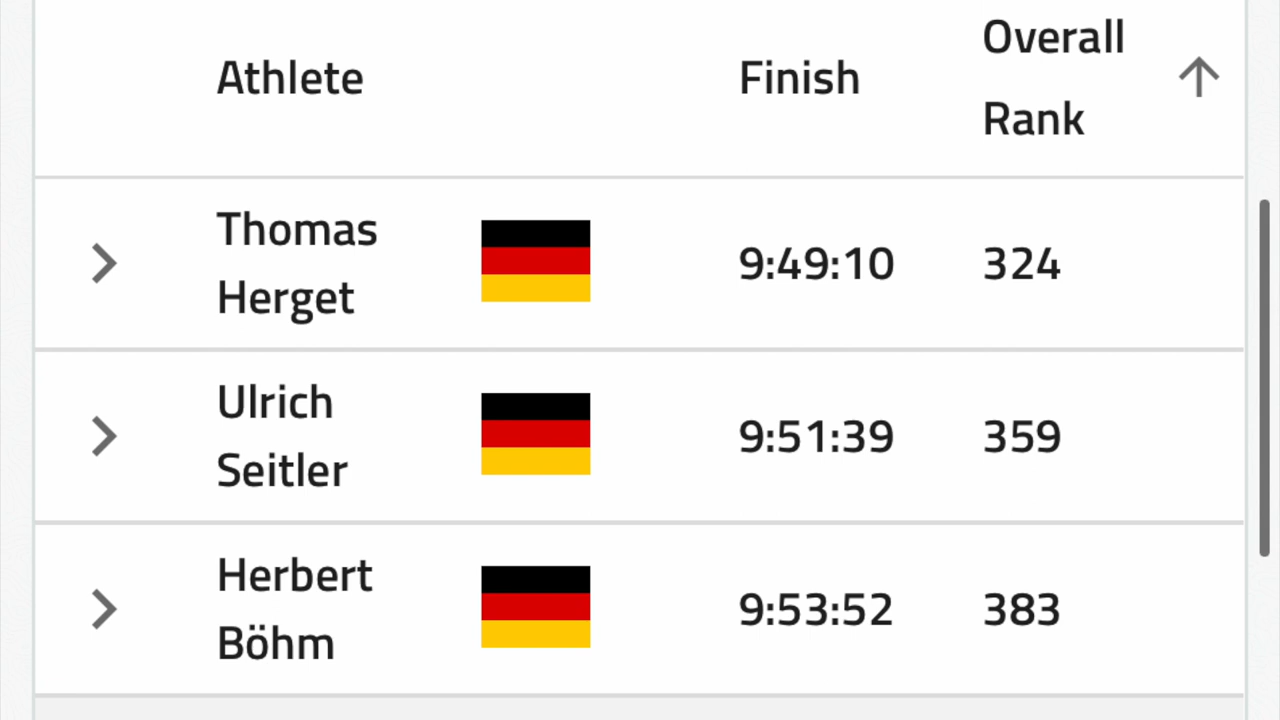 Athlete Finish Overall Rank
Thomas Herget 9:49:10 324
Ulrich Seitler 9:51:39 359
Herbert Böhm 9:53:52 383